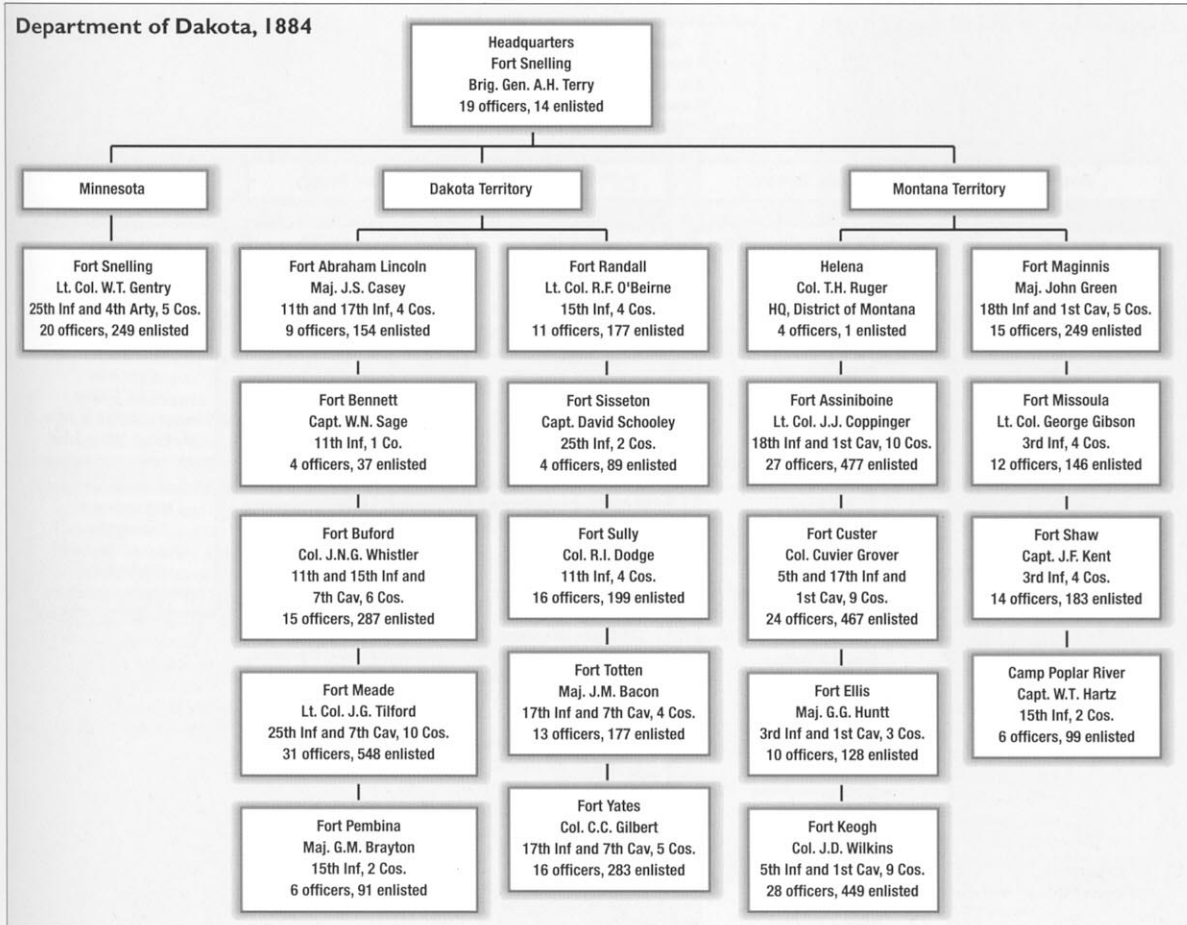 Department of Dakota, 1884
Headquarters
Fort Snelling
Brig. Gen. A.H. Terry
19 officers, 14 enlisted
Minnesota
Dakota Territory
Montana Territory
Fort Snelling
Lt. Col. W.T. Gentry
25th Inf and 4th Arty, 5 Cos.
20 officers, 249 enlisted
Fort Abraham Lincoln
Maj. J.S. Casey
11th and 17th Inf, 4 Cos.
9 officers, 154 enlisted
Fort Bennett
Capt. W.N. Sage
11th Inf, 1 Co.
4 officers, 37 enlisted
Fort Buford
Col. J.N.G. Whistler
11th and 15th Inf and
7th Cav, 6 Cos.
15 officers, 287 enlisted
Fort Meade
Lt. Col. J.G. Tilford
25th Inf and 7th Cav, 10 Cos.
31 officers, 548 enlisted
Fort Pembina
Maj. G.M. Brayton
15th Inf, 2 Cos.
6 officers, 91 enlisted
Fort Randall
Lt. Col. R.F. O'Beirne
15th Inf, 4 Cos.
11 officers, 177 enlisted
Fort Sisseton
Capt. David Schooley
25th Inf, 2 Cos.
4 officers, 89 enlisted
Fort Sully
Col. R.I. Dodge
11th Inf, 4 Cos.
16 officers, 199 enlisted
Fort Totten
Maj. J.M. Bacon
17th Inf and 7th Cav, 4 Cos.
13 officers, 177 enlisted
Fort Yates
Col. C.C. Gilbert
17th Inf and 7th Cav, 5 Cos.
16 officers, 283 enlisted
Helena
Col. T.H. Ruger
HQ, District of Montana
4 officers, 1 enlisted
Fort Assiniboine
Lt. Col. J.J. Coppinger
18th Inf and 1st Cav, 10 Cos.
27 officers, 477 enlisted
Fort Custer
Col. Cuvier Grover
5th and 17th Inf and
1st Cav, 9 Cos.
24 officers, 467 enlisted
Fort Ellis
Maj. G.G. Huntt
3rd Inf and 1st Cav, 3 Cos.
10 officers, 128 enlisted
Fort Keogh
Col. J.D. Wilkins
5th Inf and 1st Cav, 9 Cos.
28 officers, 449 enlisted
Fort Maginnis
Maj. John Green
18th Inf and 1st Cav, 5 Cos.
15 officers, 249 enlisted
Fort Missoula
Lt. Col. George Gibson
3rd Inf, 4 Cos.
12 officers, 146 enlisted
Fort Shaw
Capt. J.F. Kent
3rd Inf, 4 Cos.
14 officers, 183 enlisted
Camp Poplar River
Capt. W.T. Hartz
15th Inf, 2 Cos.
6 officers, 99 enlisted